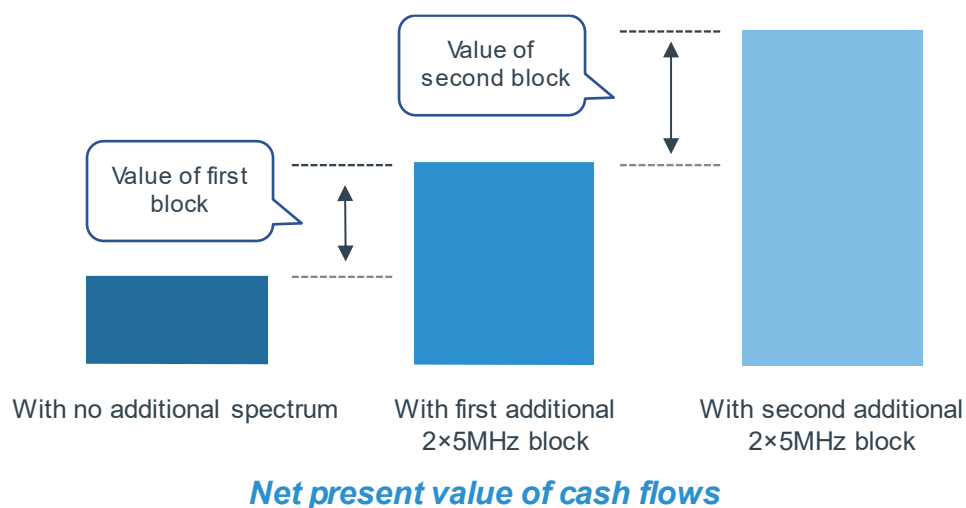 Value of
second block
Value of first
block
With no additional spectrum
With first additional
2×5MHz block
With second additional
2×5MHz block
Net present value of cash flows